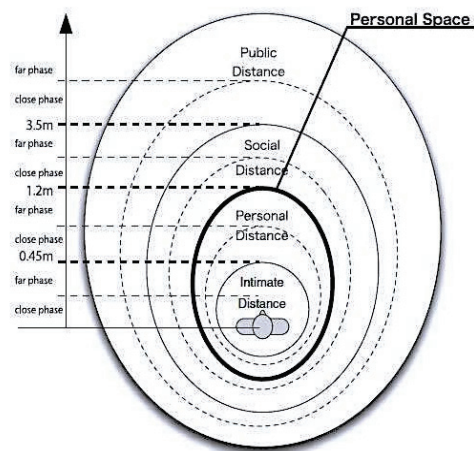 Personal Space
Public
Distance
far phase
close phase
3.5m
far phase
Social
Distance
close phase
1.2m
far phase
Personal
Distance
close phase
0.45m
far phase
Intimate
Distance
close phase